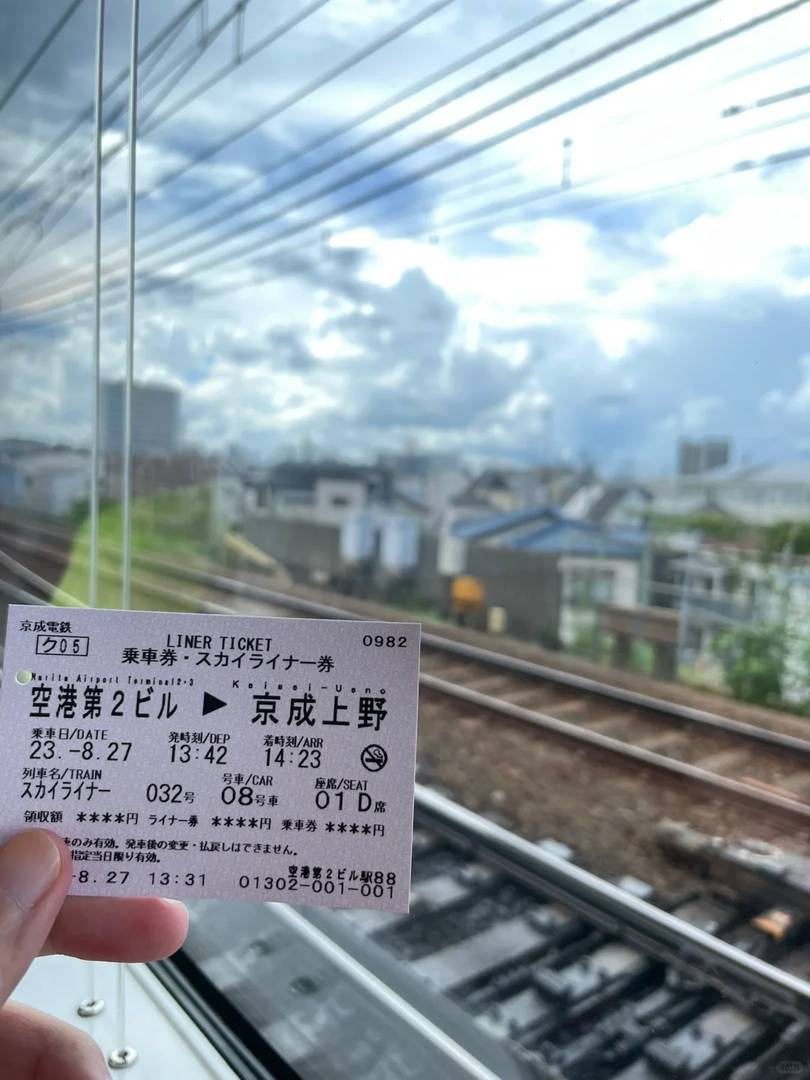 京成電鉄
ク05
LINER TICKET
0982
乗車券・スカイライナー券
Narita Airport Terminal2・3
Keisei-Ueno
空港第2ビル ▶ 京成上野
乗車日/DATE 発時刻/DEP 着時刻/ARR
23.-8.27 13:42 14:23
列車名/TRAIN 号車/CAR 座席/SEAT
スカイライナー 032号 08号車 01 D席
領収額 ****円 ライナー券 ****円 乗車券 ****円
車のみ有効。発車後の変更・払戻しはできません。
指定当日限り有効。
空港第2ビル駅88
-8.27 13:31 01302-001-001